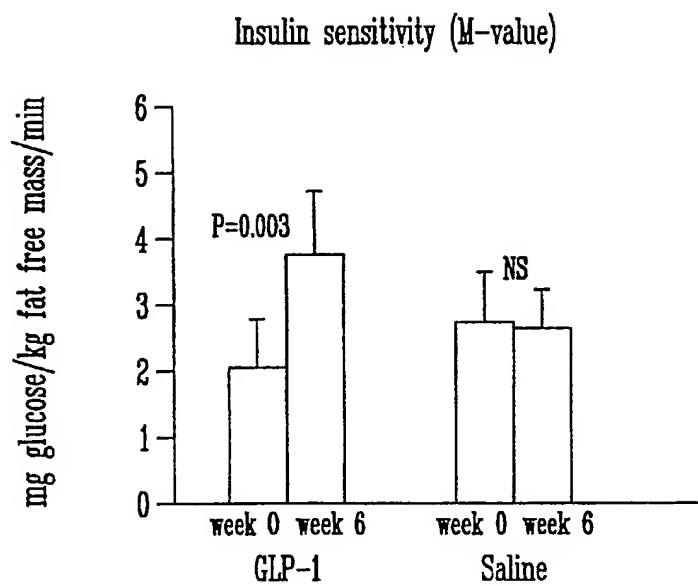 Insulin sensitivity (M-value)
mg glucose/kg fat free mass/min
6
5
4
3
2
1
0
P=0.003
NS
week 0 week 6 week 0 week 6
GLP-1 Saline